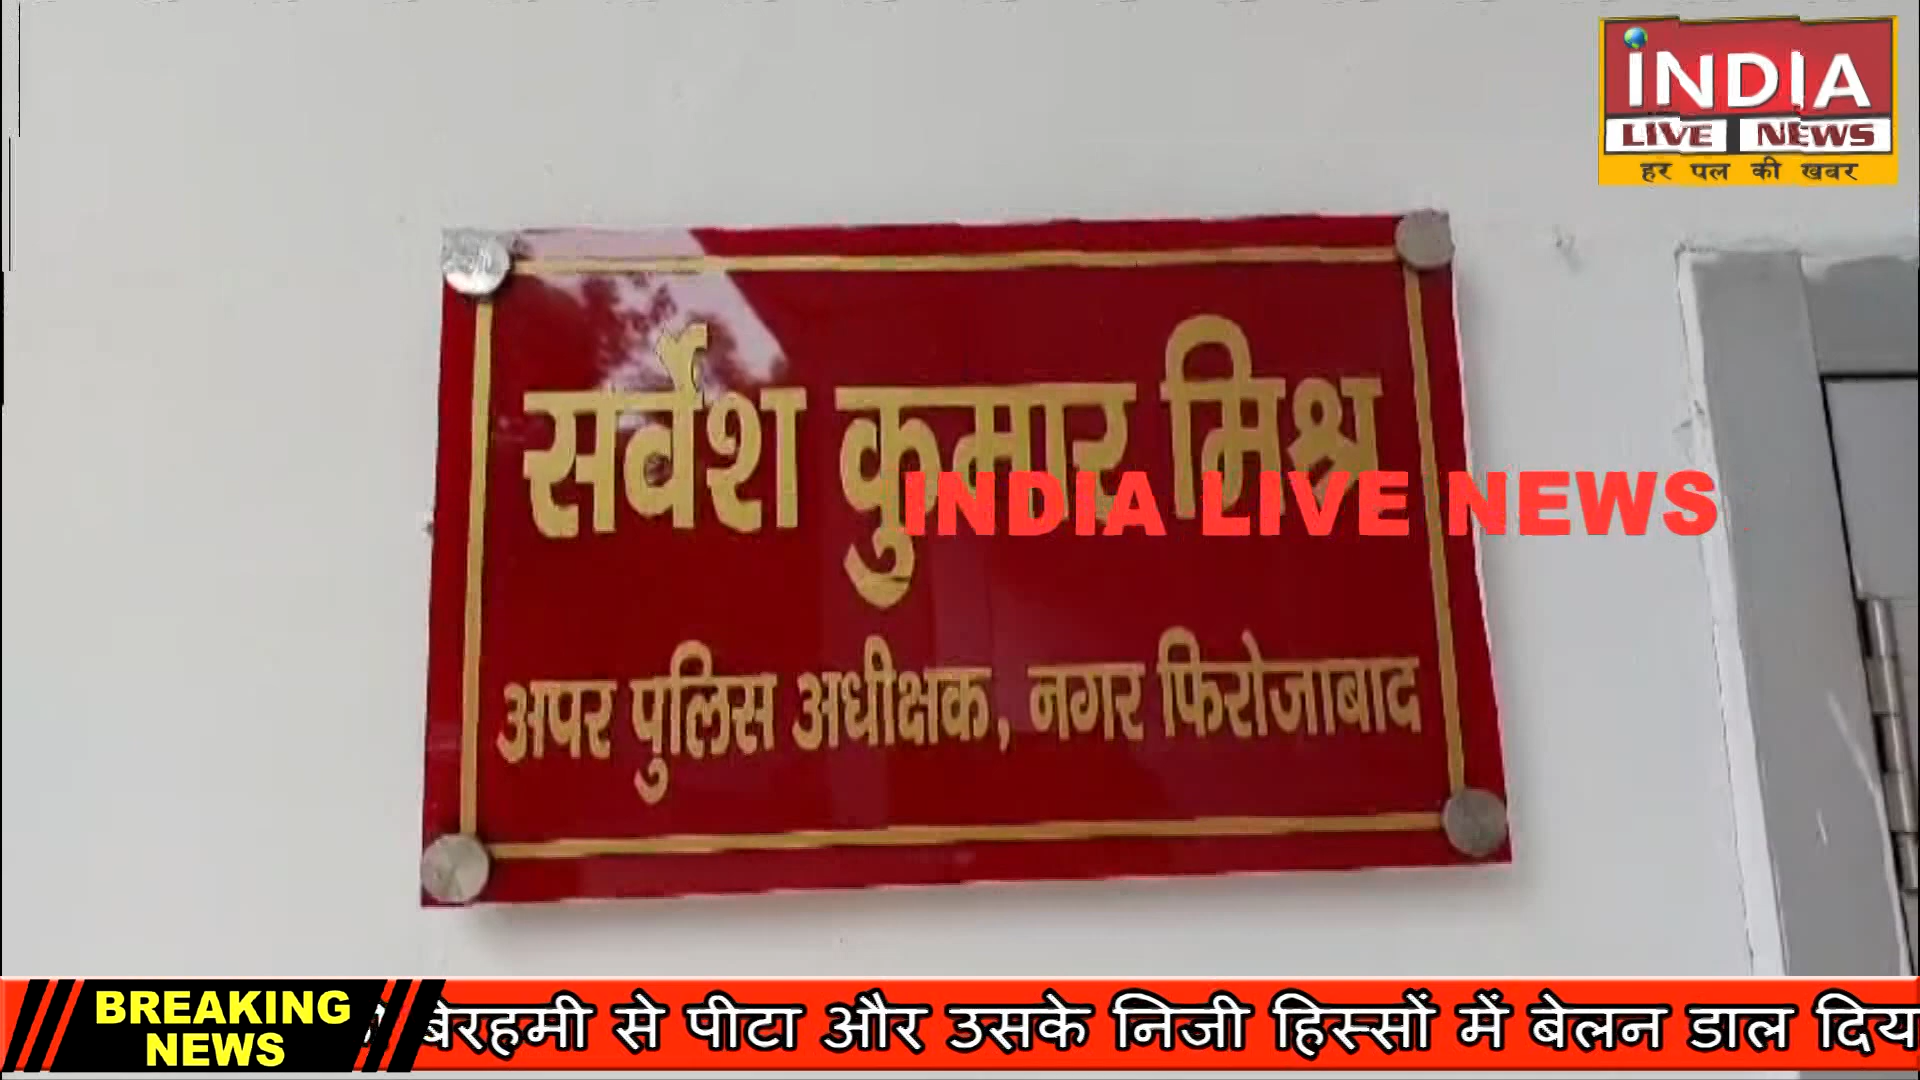 INDIA
LIVE NEWS
हर पल की खबर
सर्वेश कुमार मिश्र
INDIA LIVE NEWS
अपर पुलिस अधीक्षक, नगर फिरोजाबाद
BREAKING
NEWS
बेरहमी से पीटा और उसके निजी हिस्सों में बेलन डाल दिय